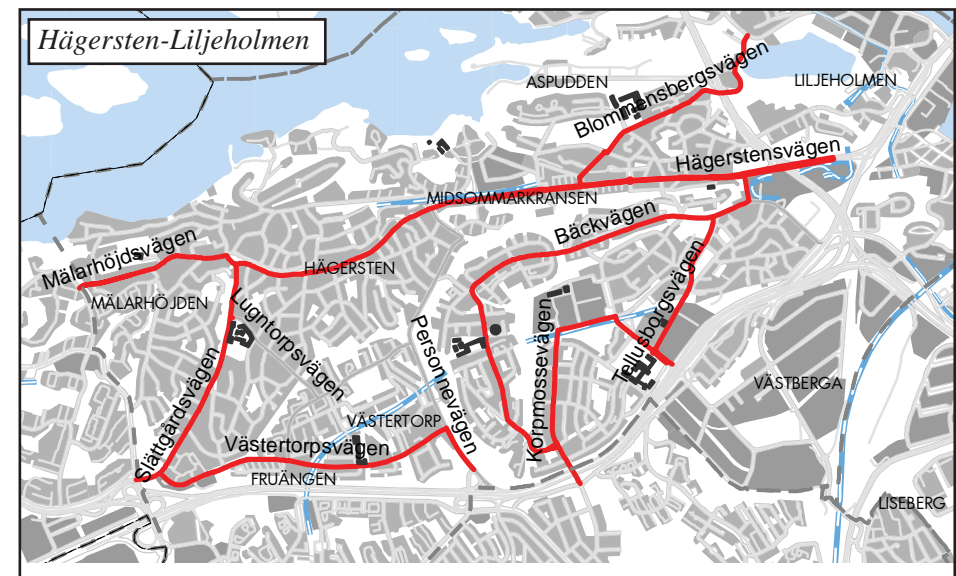 Hägersten-Liljeholmen
ASPUDDEN
LILJEHOLMEN
Blommensbergsvägen
Hägerstensvägen
MIDSOMMARKRANSEN
Bäckvägen
Mälarhöjdsvägen
HÄGERSTEN
MÄLARHÖJDEN
Lugntorpsvägen
Personnevägen
Korpmossevägen
Tellusborgsvägen
Slättgårdsvägen
VÄSTBERGA
VÄSTERTORP
Västertorpsvägen
FRUÄNGEN
LISEBERG